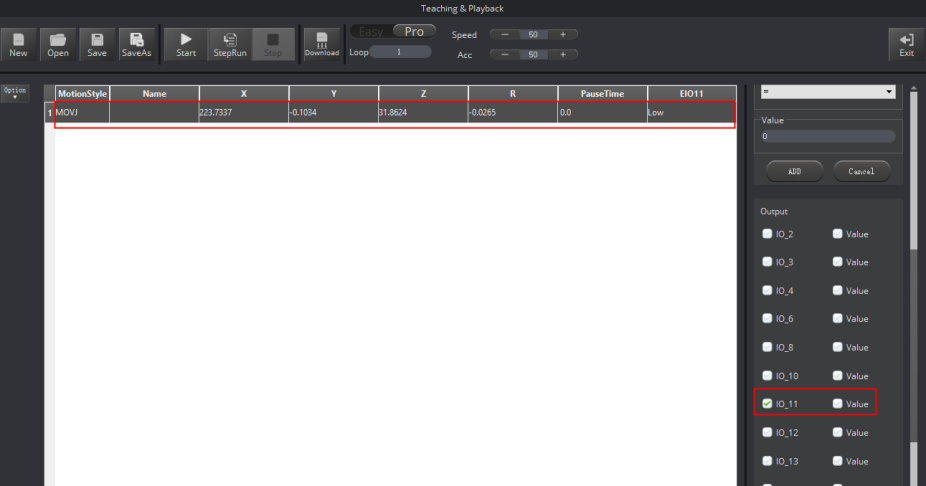 Teaching & Playback
New Open Save SaveAs Start StepRun Stop Download Easy Pro Speed — 50 + Exit
Loop 1 Acc — 50 +
Option
MotionStyle Name X Y Z R PauseTime EIO11
1 MOVJ 223.7337 -0.1034 31.8624 -0.0265 0.0 Low
=
Value
0
ADD Cancel
Output
IO_2 Value
IO_3 Value
IO_4 Value
IO_6 Value
IO_8 Value
IO_10 Value
IO_11 Value
IO_12 Value
IO_13 Value